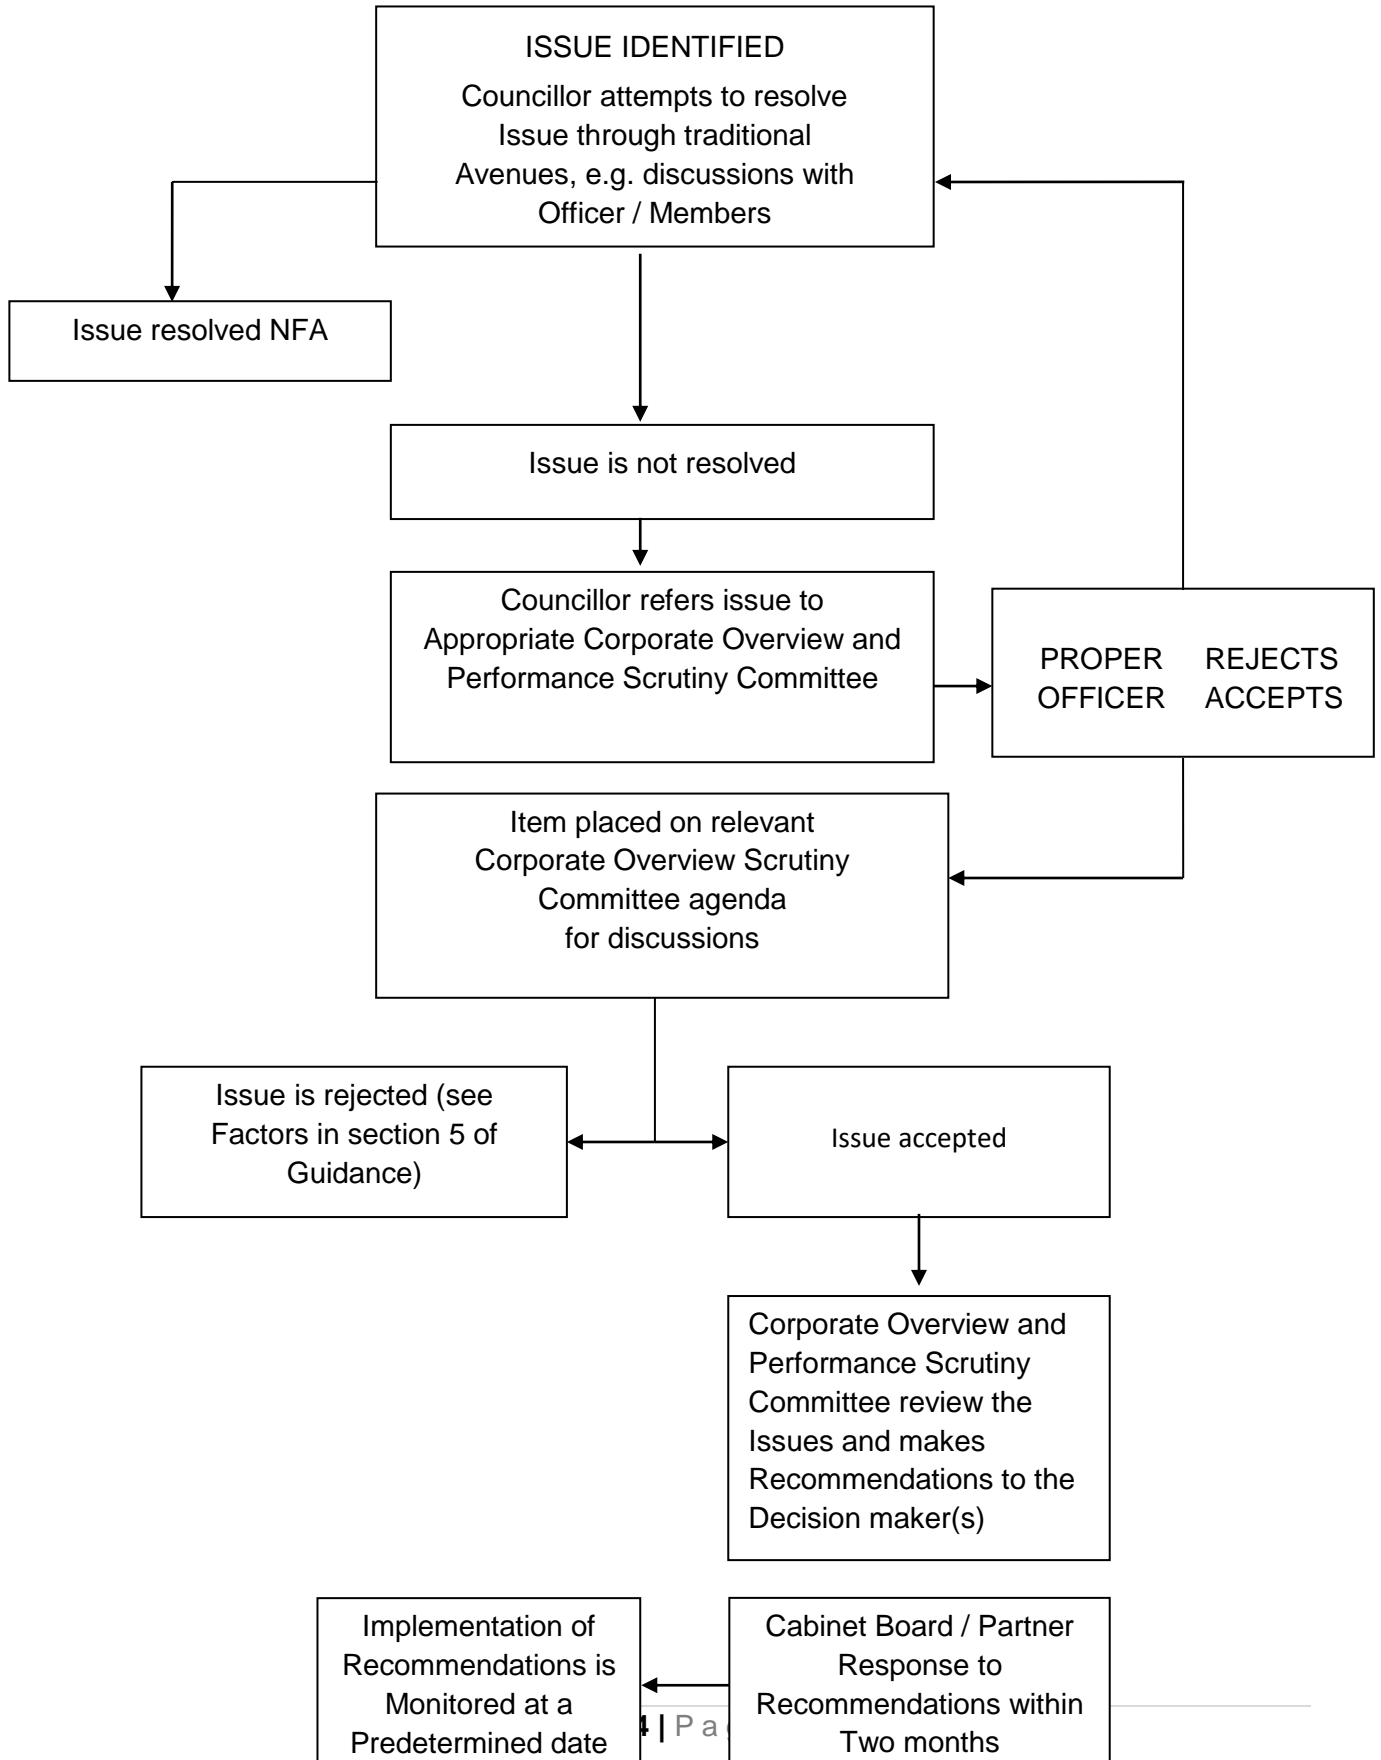 ISSUE IDENTIFIED
Councillor attempts to resolve
Issue through traditional
Avenues, e.g. discussions with
Officer / Members
Issue resolved NFA
Issue is not resolved
Councillor refers issue to
Appropriate Corporate Overview and
Performance Scrutiny Committee
PROPER REJECTS
OFFICER ACCEPTS
Item placed on relevant
Corporate Overview Scrutiny
Committee agenda
for discussions
Issue is rejected (see
Factors in section 5 of
Guidance)
Issue accepted
Corporate Overview and
Performance Scrutiny
Committee review the
Issues and makes
Recommendations to the
Decision maker(s)
Implementation of
Recommendations is
Monitored at a
Predetermined date
Cabinet Board / Partner
Response to
Recommendations within
Two months